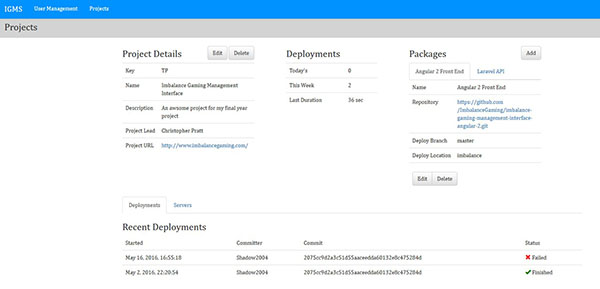 IGMS User Management Projects
Projects
Project Details Edit Delete
Key TP
Name Imbalance Gaming Management
Interface
Description An awsome project for my final year
project
Project Lead Christopher Pratt
Project URL http://www.imbalancegaming.com/
Deployments
Today's 0
This Week 2
Last Duration 36 sec
Packages Add
Angular 2 Front End Laravel API
Name Angular 2 Front End
Repository https://github.com
/ImbalanceGaming/imbalance-
gaming-management-interface-
angular-2.git
Deploy Branch master
Deploy Location imbalance
Edit Delete
Deployments Servers
Recent Deployments
Started Committer Commit Status
May 16, 2016, 16:55:18 Shadow2004 2075cc9d2a3c51d55aaceedda60132e8c475284d Failed
May 2, 2016, 22:20:54 Shadow2004 2075cc9d2a3c51d55aaceedda60132e8c475284d Finished